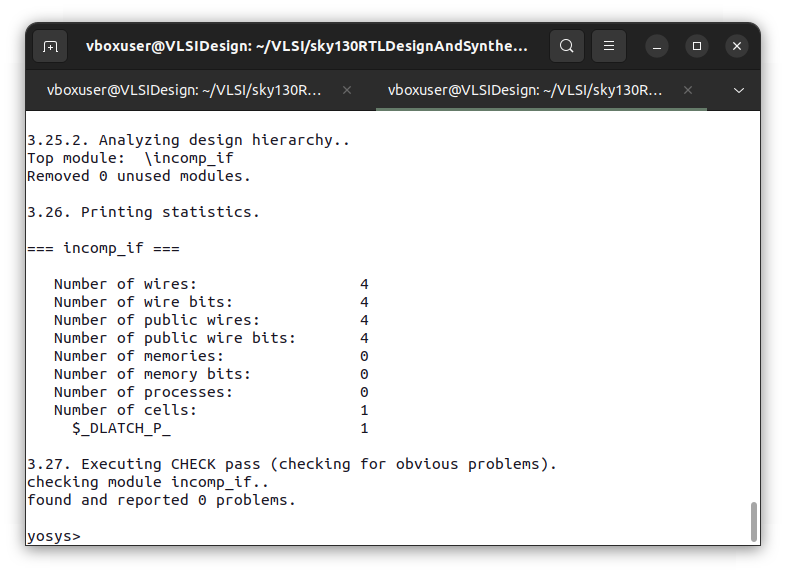 vboxuser@VLSIDesign: ~/VLSI/sky130RTLDesignAndSynthe...
vboxuser@VLSIDesign: ~/VLSI/sky130R...
vboxuser@VLSIDesign: ~/VLSI/sky130R...
3.25.2. Analyzing design hierarchy..
Top module:  \incomp_if
Removed 0 unused modules.
3.26. Printing statistics.
=== incomp_if ===
   Number of wires:                  4
   Number of wire bits:              4
   Number of public wires:           4
   Number of public wire bits:       4
   Number of memories:               0
   Number of memory bits:            0
   Number of processes:              0
   Number of cells:                  1
     $_DLATCH_P_                     1
3.27. Executing CHECK pass (checking for obvious problems).
checking module incomp_if..
found and reported 0 problems.
yosys>